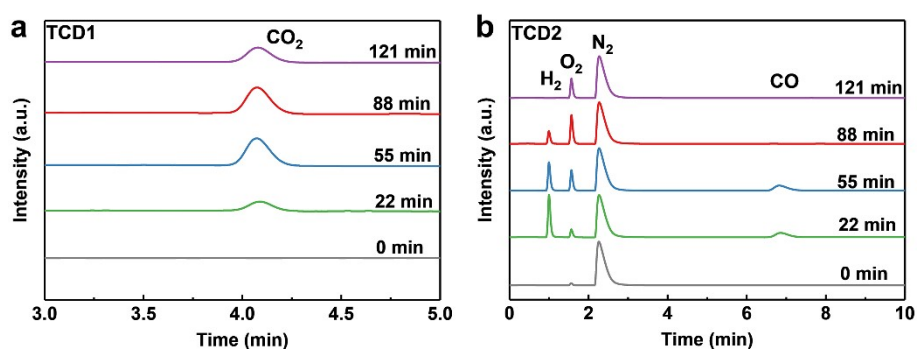 a
TCD1
CO₂
121 min
88 min
55 min
22 min
0 min
Intensity (a.u.)
3.0 3.5 4.0 4.5 5.0
Time (min)
b
TCD2
H₂ O₂ N₂ CO
121 min
88 min
55 min
22 min
0 min
Intensity (a.u.)
0 2 4 6 8 10
Time (min)